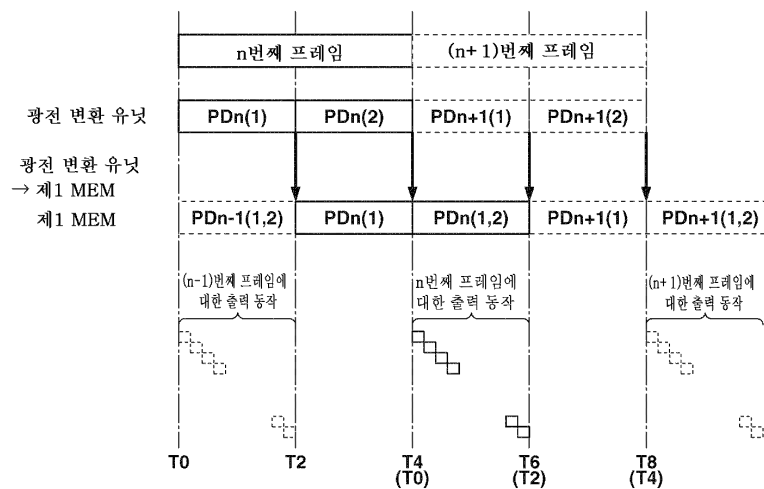 n번째 프레임
(n+1)번째 프레임
광전 변환 유닛
PDn(1)
PDn(2)
PDn+1(1)
PDn+1(2)
광전 변환 유닛
→ 제1 MEM
제1 MEM
PDn-1(1,2)
PDn(1)
PDn(1,2)
PDn+1(1)
PDn+1(1,2)
(n-1)번째 프레임에
대한 출력 동작
n번째 프레임에
대한 출력 동작
(n+1)번째 프레임에
대한 출력 동작
T0
T2
T4
(T0)
T6
(T2)
T8
(T4)